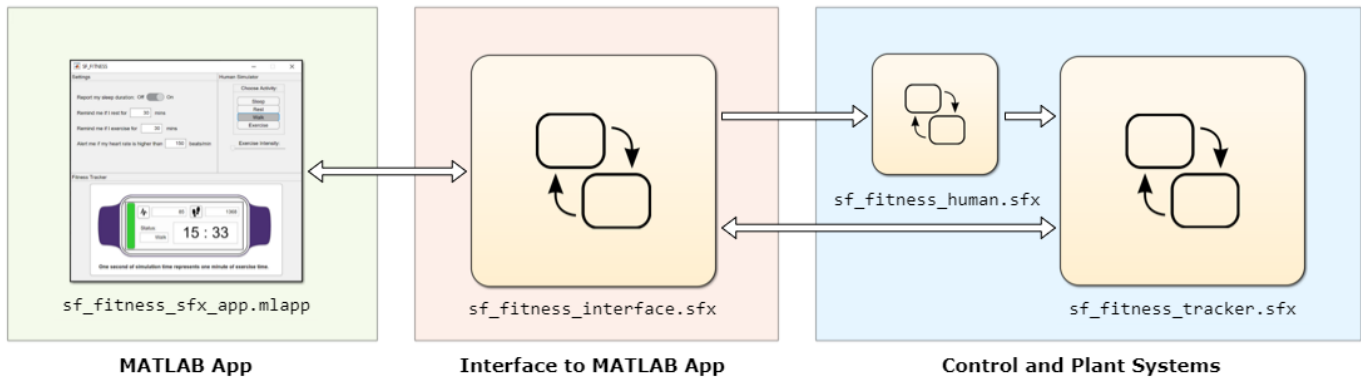 SF_FITNESS
Settings
Human Simulator
Choose Activity:
Report my sleep duration: Off On
Sleep
Remind me if I rest for 30 mins
Rest
Walk
Remind me if I exercise for 30 mins
Exercise
Alert me if my heart rate is higher than 150 beats/min
Exercise Intensity
Fitness Tracker
85 1368
Status
Walk
15 : 33
One second of simulation time represents one minute of exercise time.
sf_fitness_sfx_app.mlapp
sf_fitness_interface.sfx
sf_fitness_human.sfx
sf_fitness_tracker.sfx
MATLAB App
Interface to MATLAB App
Control and Plant Systems